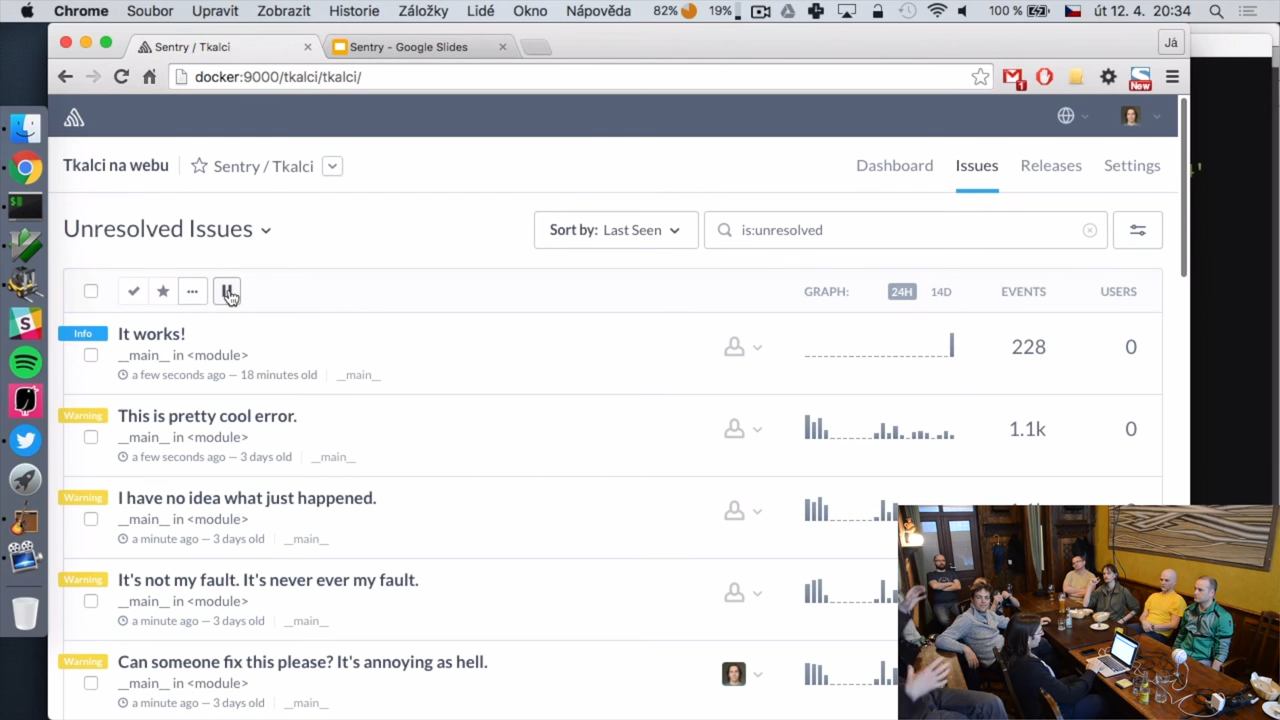 Chrome Soubor Upravit Zobrazit Historie Záložky Lidé Okno Nápověda 82% 19% 100 % út 12. 4. 20:34
Sentry / Tkalci
Sentry - Google Slides
Já
docker:9000/tkalci/tkalci/
1
New
Tkalci na webu
Sentry / Tkalci
Dashboard
Issues
Releases
Settings
Unresolved Issues
Sort by: Last Seen
is:unresolved
GRAPH: 24H 14D EVENTS USERS
Info
It works!
__main__ in <module>
a few seconds ago — 18 minutes old __main__
228 0
Warning
This is pretty cool error.
__main__ in <module>
a few seconds ago — 3 days old __main__
1.1k 0
Warning
I have no idea what just happened.
__main__ in <module>
a minute ago — 3 days old __main__
Warning
It's not my fault. It's never ever my fault.
__main__ in <module>
a minute ago — 3 days old __main__
Warning
Can someone fix this please? It's annoying as hell.
__main__ in <module>
a minute ago — 3 days old __main__